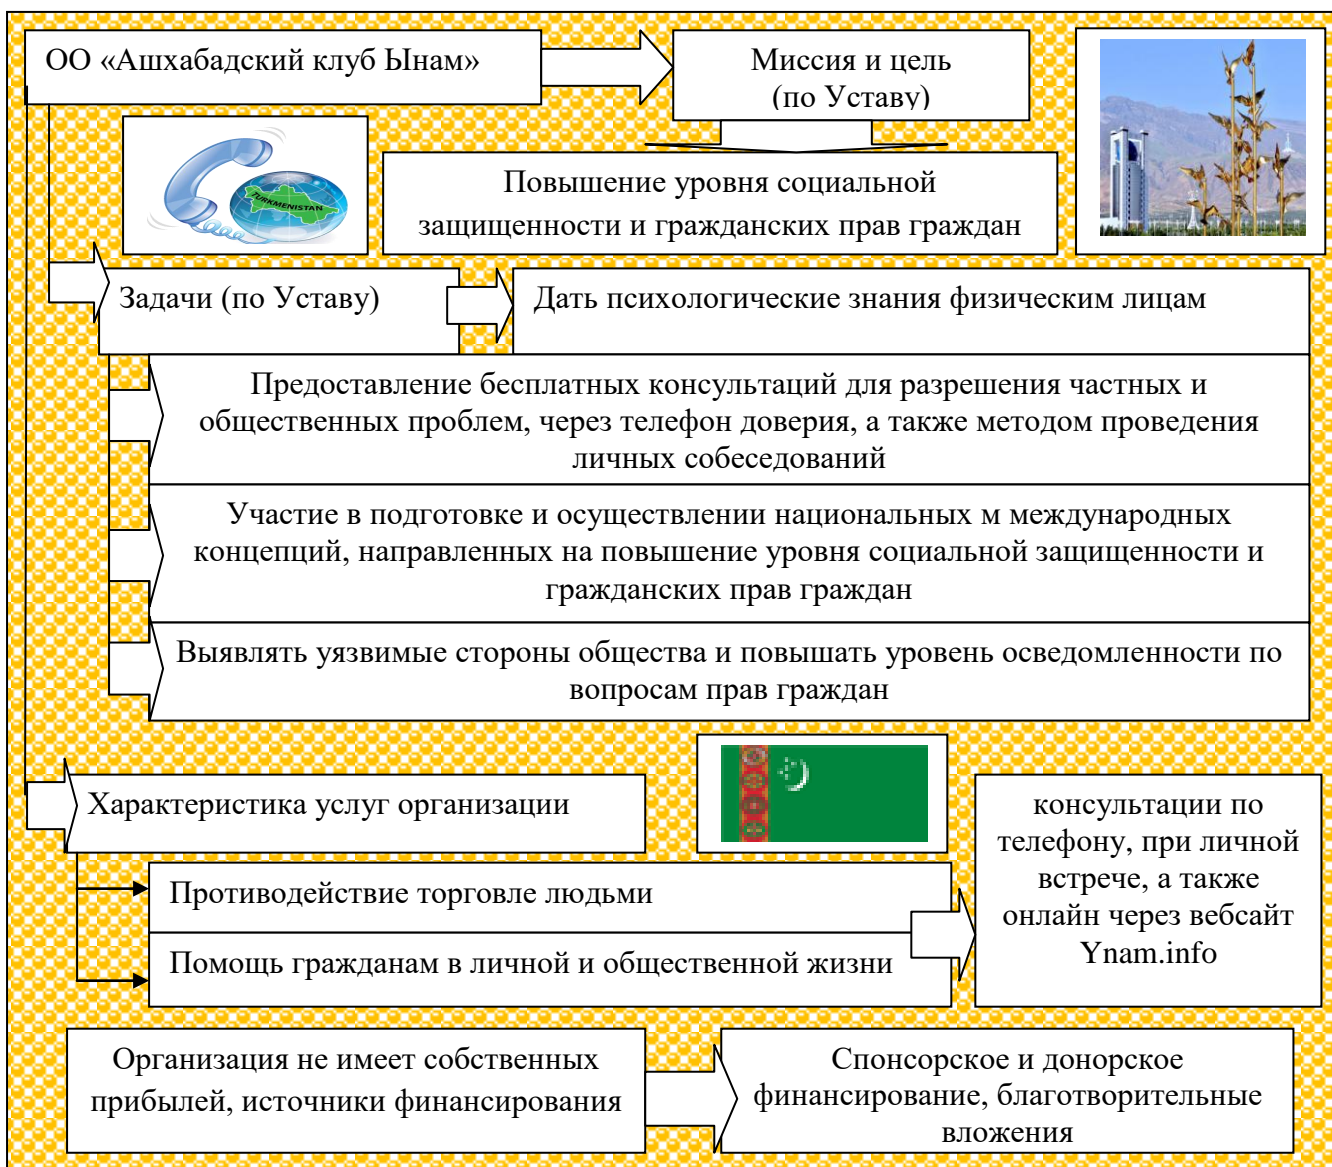 ОО «Ашхабадский клуб Ынам»
Миссия и цель
(по Уставу)
TURKMENISTAN
Повышение уровня социальной
защищенности и гражданских прав граждан
Задачи (по Уставу)
Дать психологические знания физическим лицам
Предоставление бесплатных консультаций для разрешения частных и
общественных проблем, через телефон доверия, а также методом проведения
личных собеседований
Участие в подготовке и осуществлении национальных м международных
концепций, направленных на повышение уровня социальной защищенности и
гражданских прав граждан
Выявлять уязвимые стороны общества и повышать уровень осведомленности по
вопросам прав граждан
Характеристика услуг организации
Противодействие торговле людьми
Помощь гражданам в личной и общественной жизни
консультации по
телефону, при личной
встрече, а также
онлайн через вебсайт
Ynam.info
Организация не имеет собственных
прибылей, источники финансирования
Спонсорское и донорское
финансирование, благотворительные
вложения